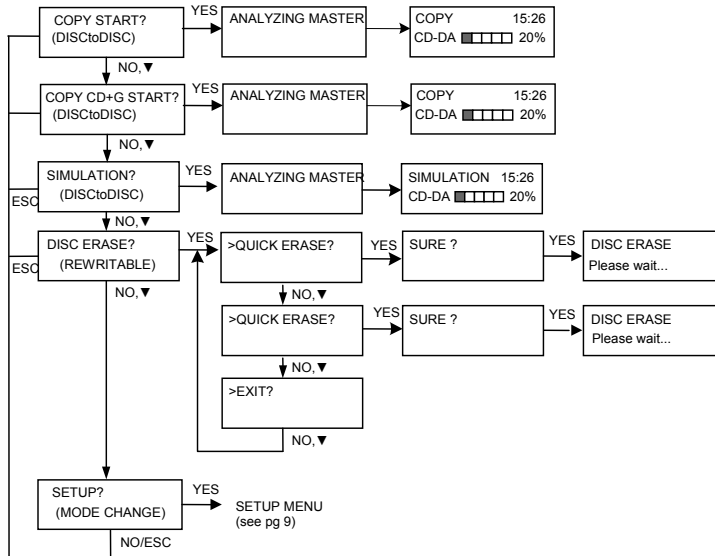 COPY START?
(DISCtoDISC)
YES
ANALYZING MASTER
COPY 15:26
CD-DA 20%
NO,▼
COPY CD+G START?
(DISCtoDISC)
YES
ANALYZING MASTER
COPY 15:26
CD-DA 20%
NO,▼
SIMULATION?
(DISCtoDISC)
YES
ANALYZING MASTER
SIMULATION 15:26
CD-DA 20%
ESC
NO,▼
DISC ERASE?
(REWRITABLE)
YES
>QUICK ERASE?
YES
SURE ?
YES
DISC ERASE
Please wait...
ESC
NO,▼
NO,▼
>QUICK ERASE?
YES
SURE ?
YES
DISC ERASE
Please wait...
NO,▼
>EXIT?
NO,▼
SETUP?
(MODE CHANGE)
YES
SETUP MENU
(see pg 9)
NO/ESC